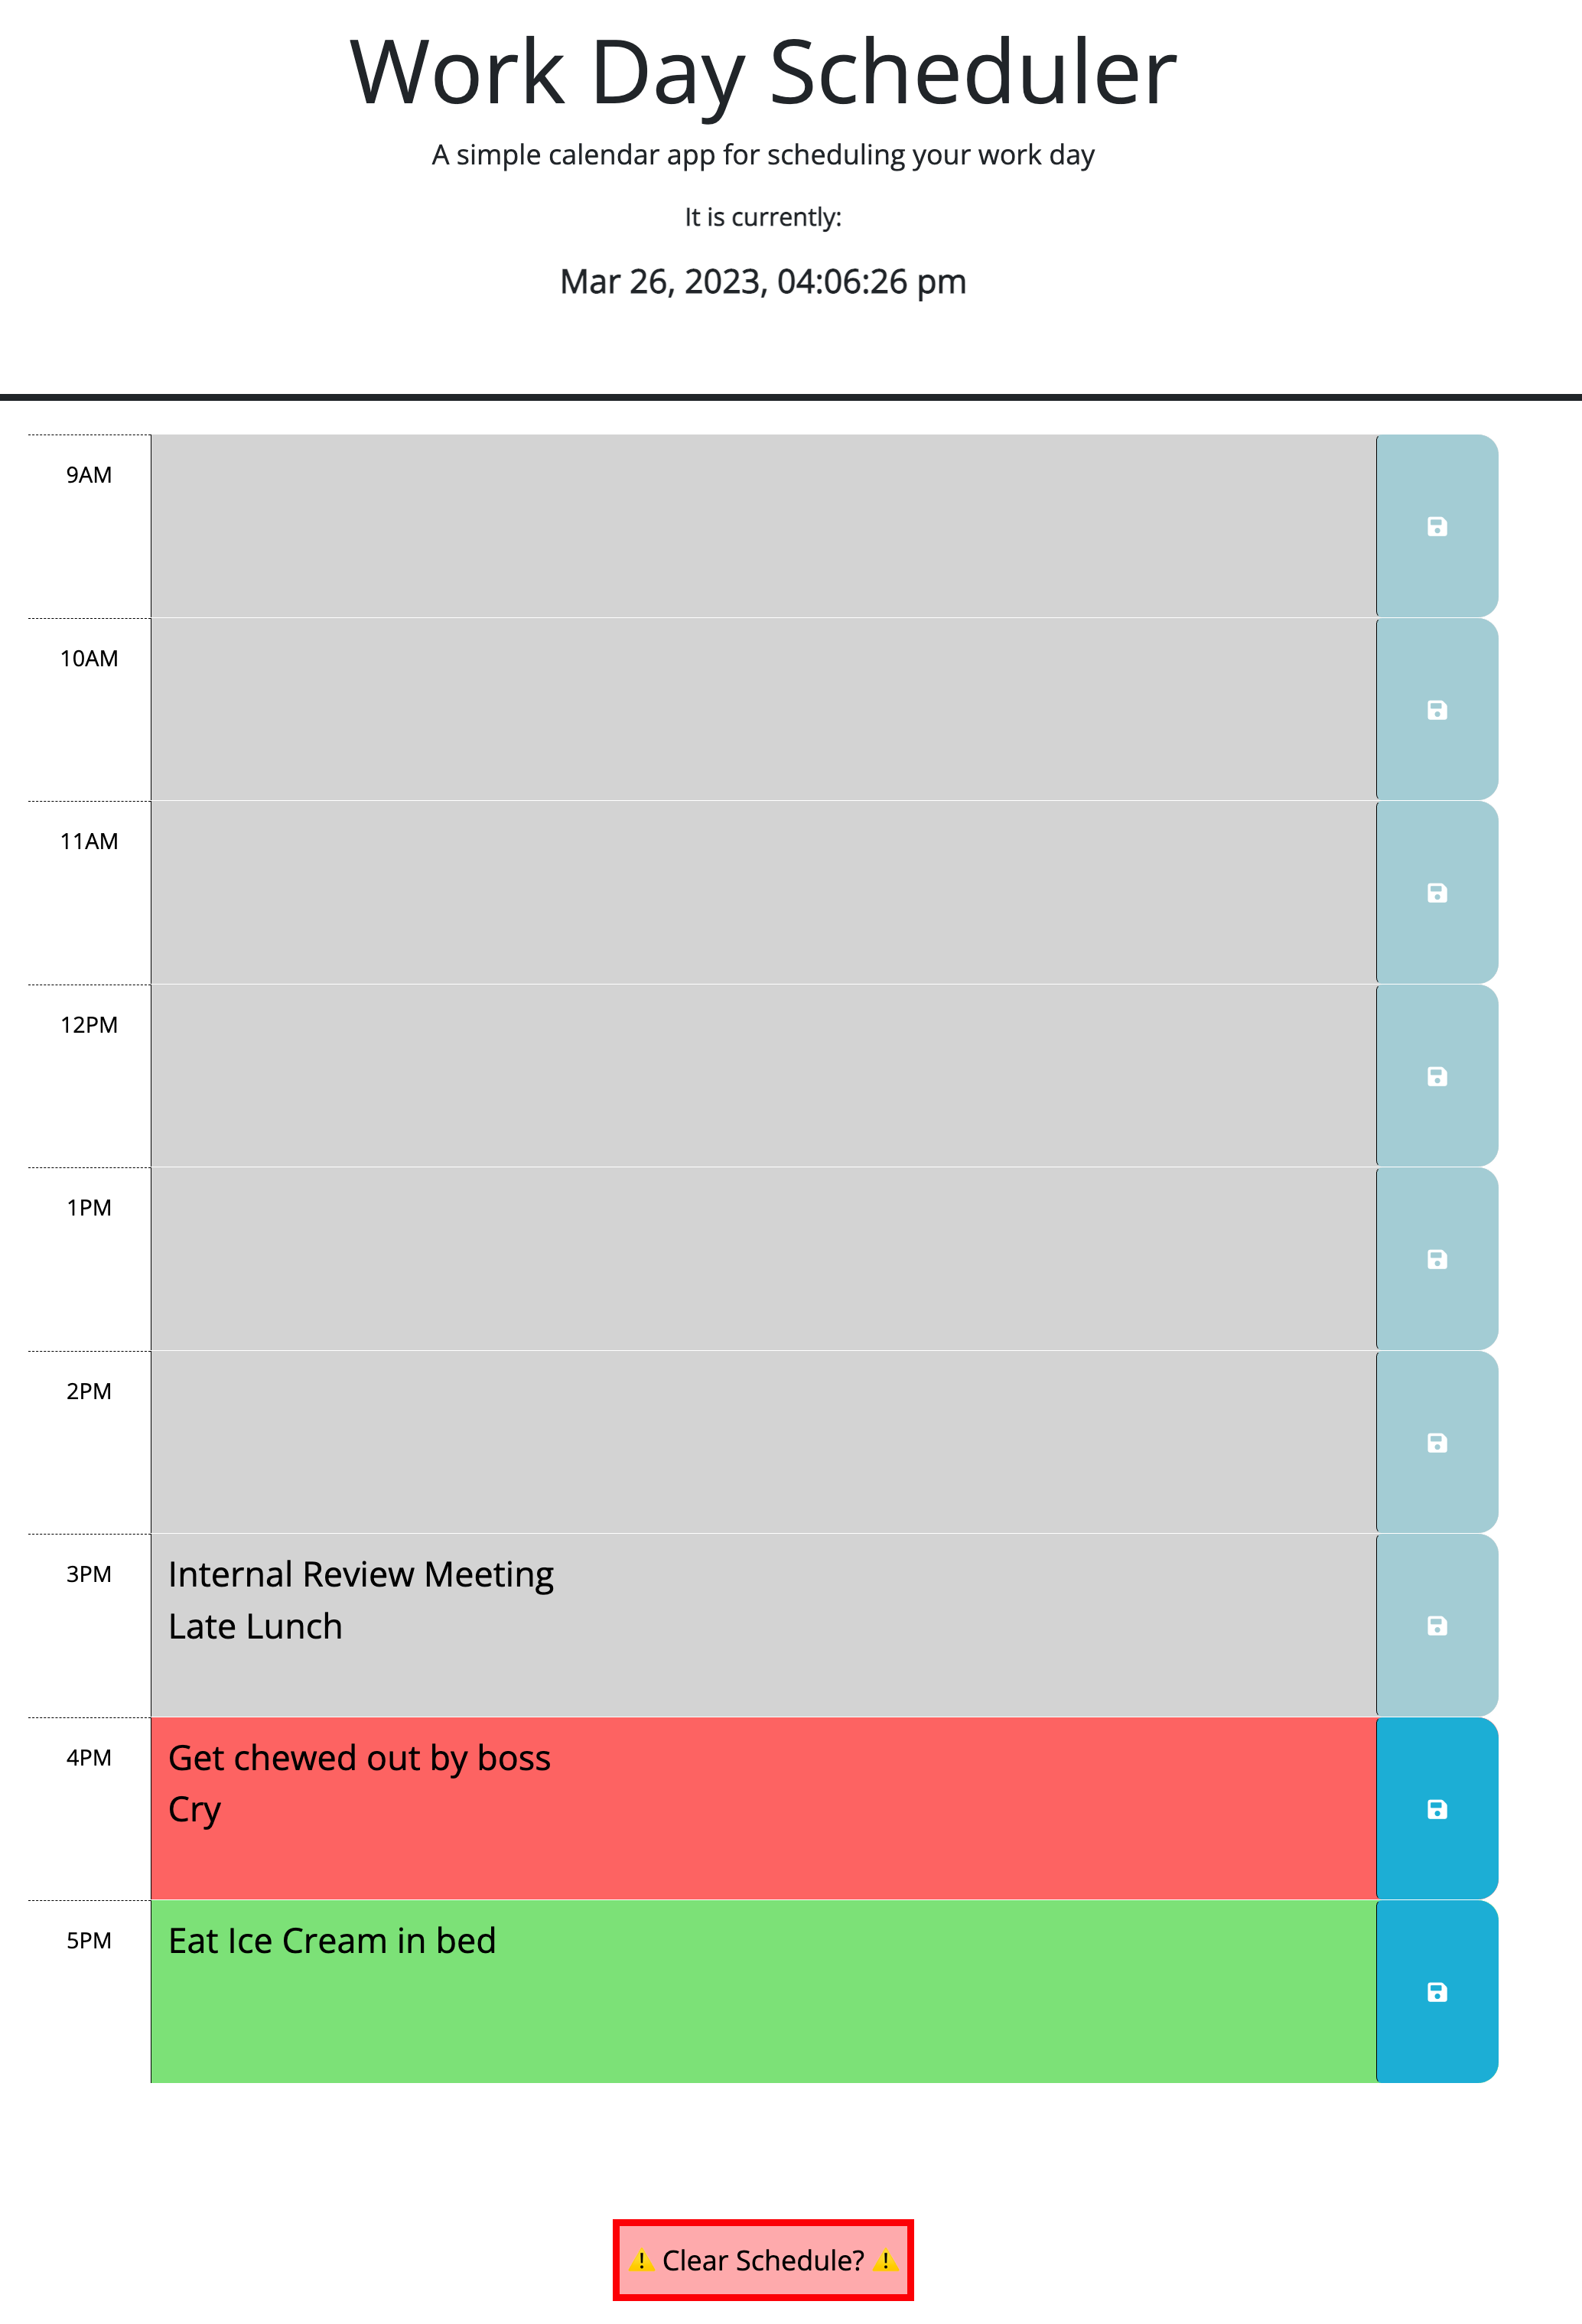 Work Day Scheduler
A simple calendar app for scheduling your work day
It is currently:
Mar 26, 2023, 04:06:26 pm
9AM
10AM
11AM
12PM
1PM
2PM
3PM
Internal Review Meeting
Late Lunch
4PM
Get chewed out by boss
Cry
5PM
Eat Ice Cream in bed
⚠️ Clear Schedule? ⚠️